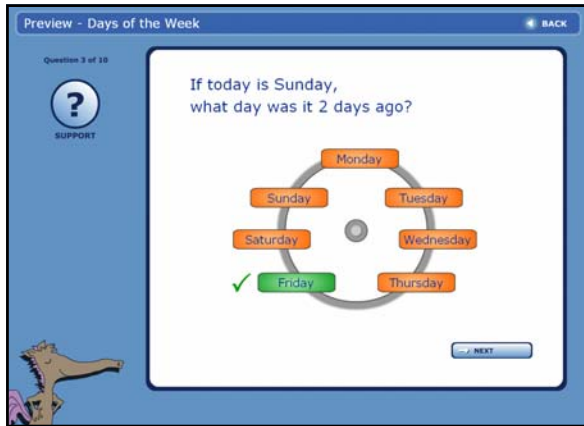 Preview - Days of the Week
BACK
Question 3 of 10
?
SUPPORT
If today is Sunday,
what day was it 2 days ago?
Monday
Sunday
Tuesday
Saturday
Wednesday
Friday
Thursday
NEXT